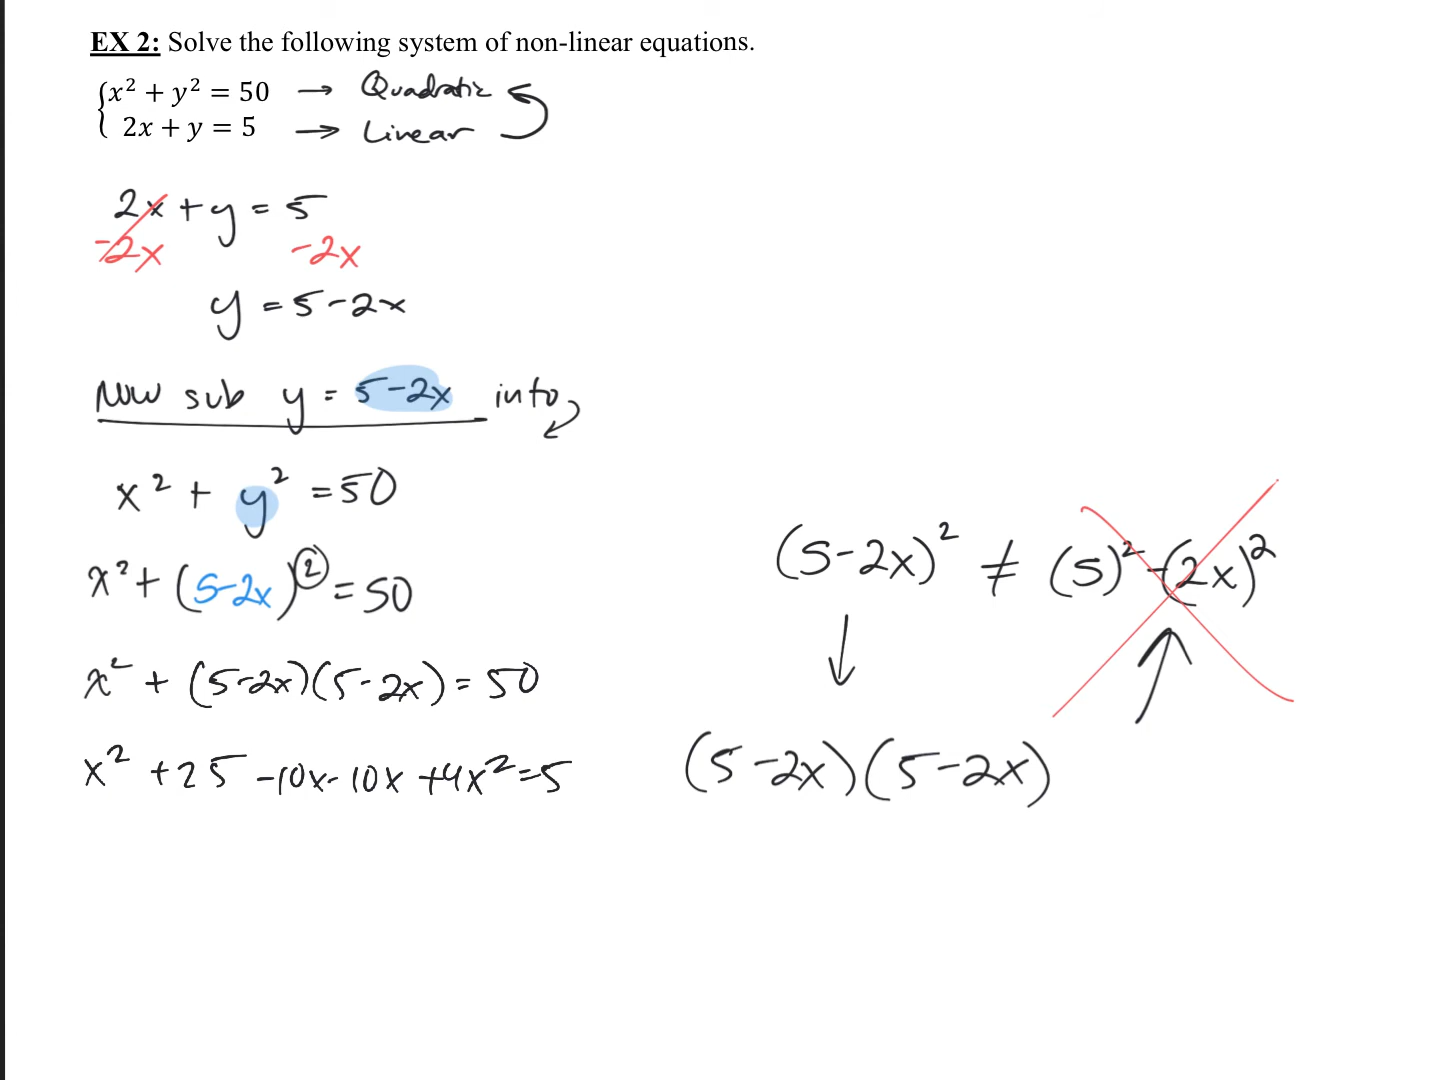 EX 2: Solve the following system of non-linear equations.
x² + y² = 50 → Quadratic
2x + y = 5 → Linear
2x + y = 5
-2x -2x
y = 5 - 2x
Now sub y = 5-2x into
x² + y² = 50
x² + (5-2x)² = 50
x² + (5-2x)(5-2x) = 50
x² + 25 -10x - 10x + 4x² = 5
(5-2x)² ≠ (5)² - (2x)²
↓ ↑
(5-2x)(5-2x)